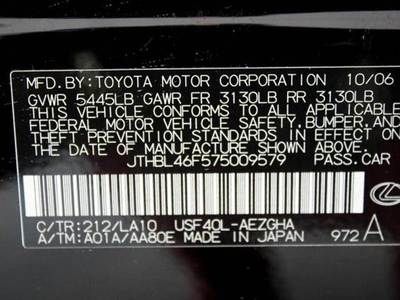 MFD.BY:TOYOTA MOTOR CORPORATION 10/06
GVWR 5445LB GAWR FR 3130LB RR 3130LB
THIS VEHICLE CONFORMS TO ALL APPLICABLE
FEDERAL MOTOR VEHICLE SAFETY,BUMPER,AND
THEFT PREVENTION STANDARDS IN EFFECT ON
THE DATE OF MANUFACTURE SHOWN ABOVE.
JTHBL46F575009579 PASS.CAR
C/TR:212/LA10 USF40L-AEZGHA
A/TM:A01A/AA80E MADE IN JAPAN 972 A